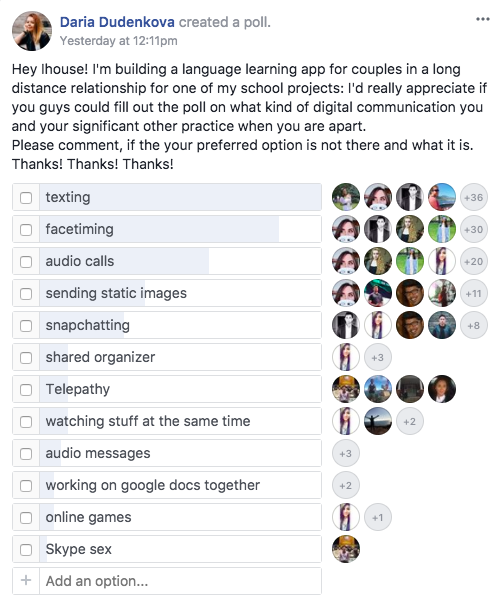 Daria Dudenkova created a poll.
Yesterday at 12:11pm
Hey Ihouse! I'm building a language learning app for couples in a long
distance relationship for one of my school projects: I'd really appreciate if
you guys could fill out the poll on what kind of digital communication you
and your significant other practice when you are apart.
Please comment, if the your preferred option is not there and what it is.
Thanks! Thanks! Thanks!
texting +36
facetiming +30
audio calls +20
sending static images +11
snapchatting +8
shared organizer +3
Telepathy
watching stuff at the same time +2
audio messages +3
working on google docs together +2
online games +1
Skype sex
+ Add an option...